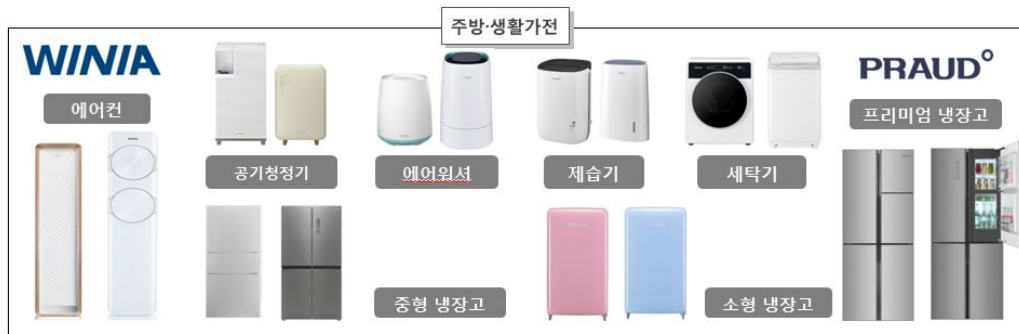 주방·생활가전
WINIA
PRAUD
에어컨
프리미엄 냉장고
공기청정기
에어워셔
제습기
세탁기
중형 냉장고
소형 냉장고